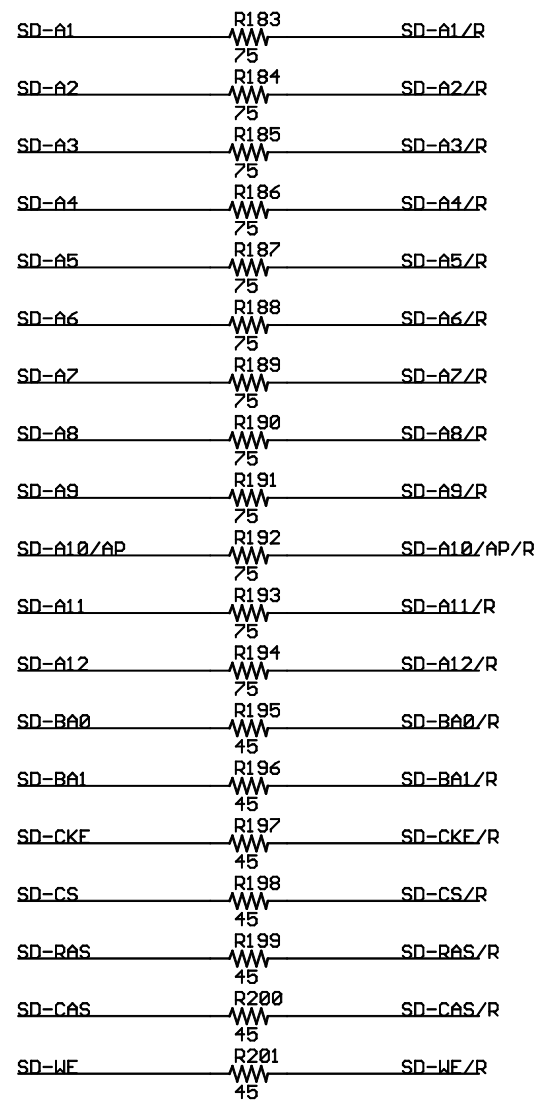 SD-A1 R183 SD-A1/R
75
SD-A2 R184 SD-A2/R
75
SD-A3 R185 SD-A3/R
75
SD-A4 R186 SD-A4/R
75
SD-A5 R187 SD-A5/R
75
SD-A6 R188 SD-A6/R
75
SD-A7 R189 SD-A7/R
75
SD-A8 R190 SD-A8/R
75
SD-A9 R191 SD-A9/R
75
SD-A10/AP R192 SD-A10/AP/R
75
SD-A11 R193 SD-A11/R
75
SD-A12 R194 SD-A12/R
75
SD-BA0 R195 SD-BA0/R
45
SD-BA1 R196 SD-BA1/R
45
SD-CKE R197 SD-CKE/R
45
SD-CS R198 SD-CS/R
45
SD-RAS R199 SD-RAS/R
45
SD-CAS R200 SD-CAS/R
45
SD-WE R201 SD-WE/R
45